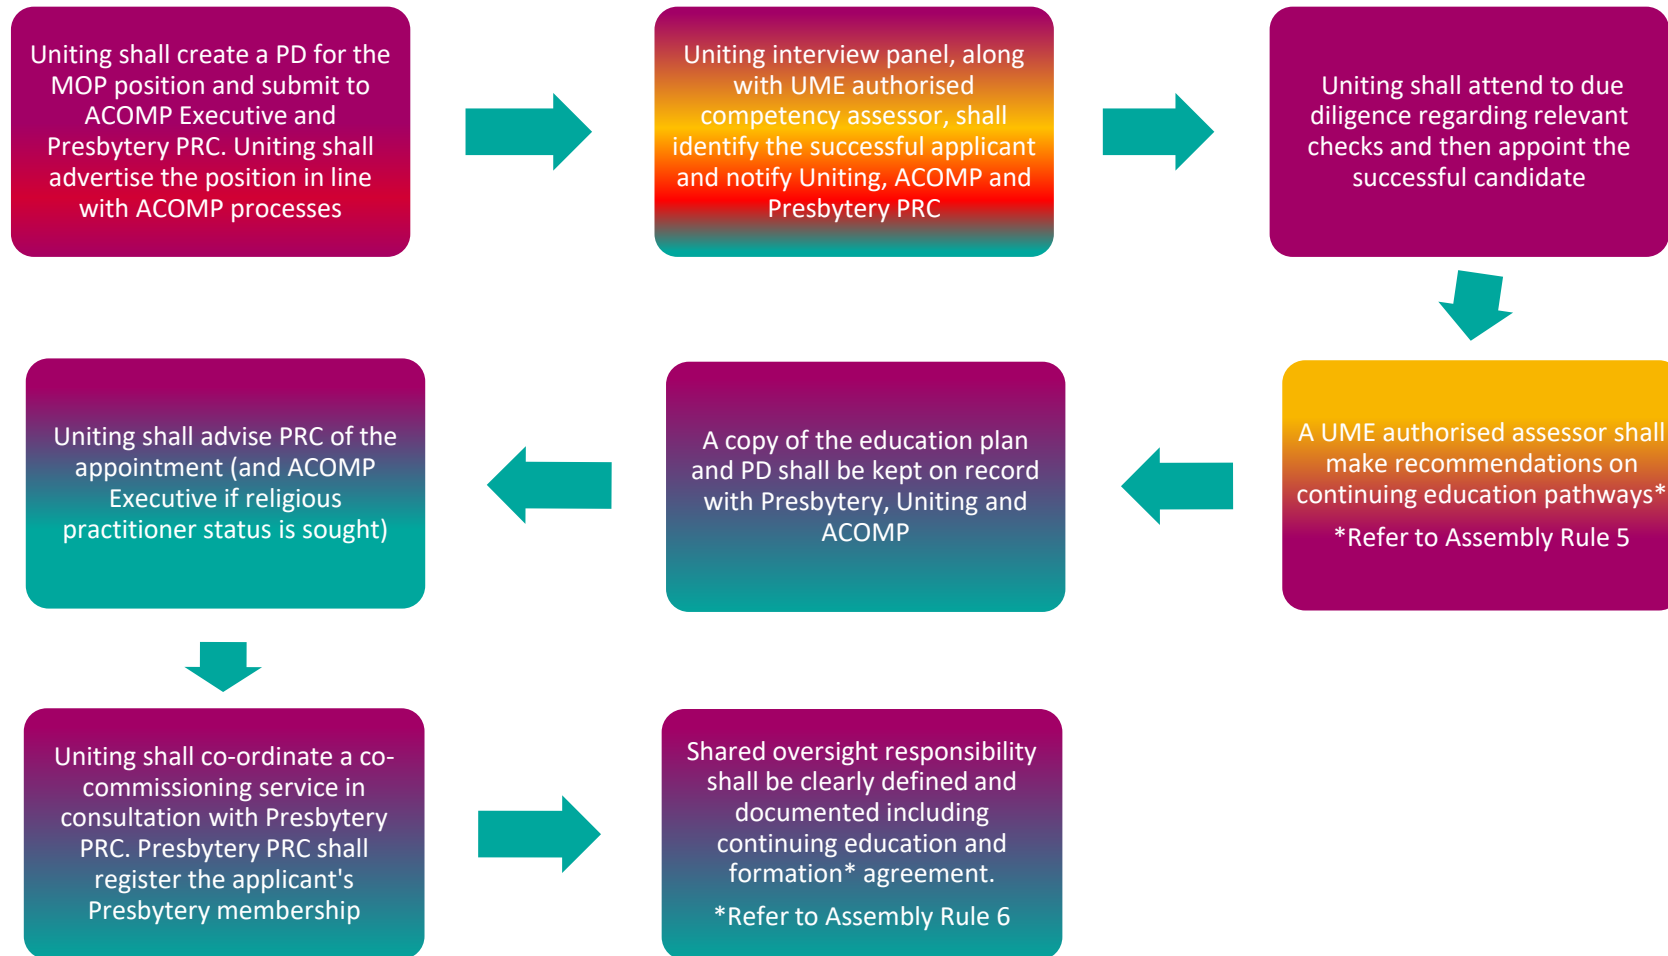 Uniting shall create a PD for the
MOP position and submit to
ACOMP Executive and
Presbytery PRC. Uniting shall
advertise the position in line
with ACOMP processes
Uniting interview panel, along
with UME authorised
competency assessor, shall
identify the successful applicant
and notify Uniting, ACOMP and
Presbytery PRC
Uniting shall attend to due
diligence regarding relevant
checks and then appoint the
successful candidate
A UME authorised assessor shall
make recommendations on
continuing education pathways*
*Refer to Assembly Rule 5
A copy of the education plan
and PD shall be kept on record
with Presbytery, Uniting and
ACOMP
Uniting shall advise PRC of the
appointment (and ACOMP
Executive if religious
practitioner status is sought)
Uniting shall co-ordinate a co-
commissioning service in
consultation with Presbytery
PRC. Presbytery PRC shall
register the applicant's
Presbytery membership
Shared oversight responsibility
shall be clearly defined and
documented including
continuing education and
formation* agreement.
*Refer to Assembly Rule 6